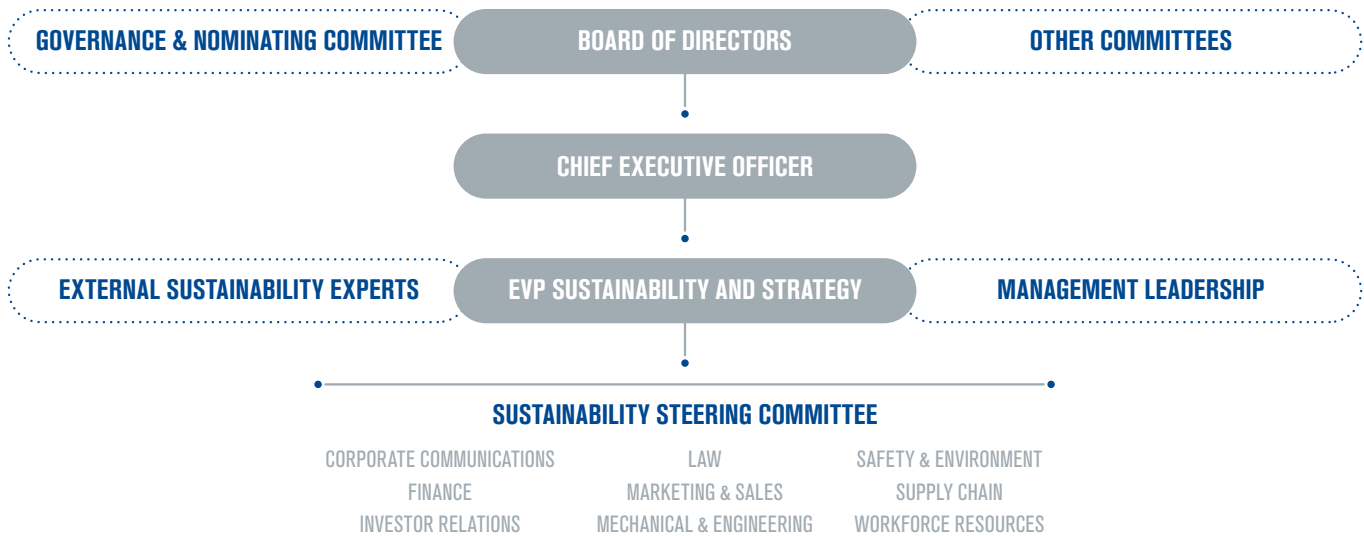 GOVERNANCE & NOMINATING COMMITTEE
BOARD OF DIRECTORS
OTHER COMMITTEES
CHIEF EXECUTIVE OFFICER
EXTERNAL SUSTAINABILITY EXPERTS
EVP SUSTAINABILITY AND STRATEGY
MANAGEMENT LEADERSHIP
SUSTAINABILITY STEERING COMMITTEE
CORPORATE COMMUNICATIONS
FINANCE
INVESTOR RELATIONS
LAW
MARKETING & SALES
MECHANICAL & ENGINEERING
SAFETY & ENVIRONMENT
SUPPLY CHAIN
WORKFORCE RESOURCES